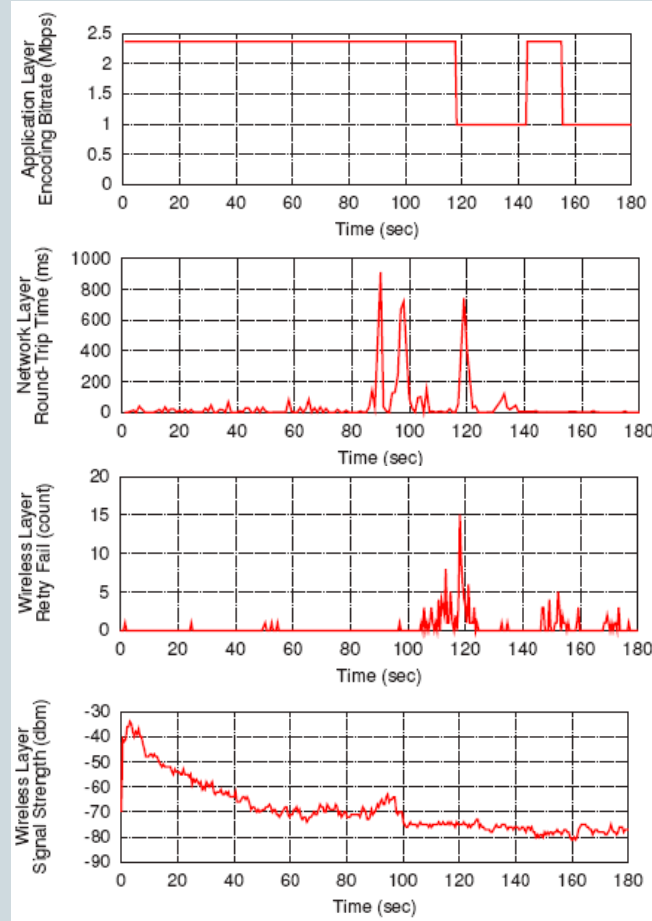 Application Layer
Encoding Bitrate (Mbps)
2.5
2
1.5
1
0.5
0
0 20 40 60 80 100 120 140 160 180
Time (sec)
Network Layer
Round-Trip Time (ms)
1000
800
600
400
200
0
0 20 40 60 80 100 120 140 160 180
Time (sec)
Wireless Layer
Retry Fail (count)
20
15
10
5
0
0 20 40 60 80 100 120 140 160 180
Time (sec)
Wireless Layer
Signal Strength (dbm)
-30
-40
-50
-60
-70
-80
-90
0 20 40 60 80 100 120 140 160 180
Time (sec)